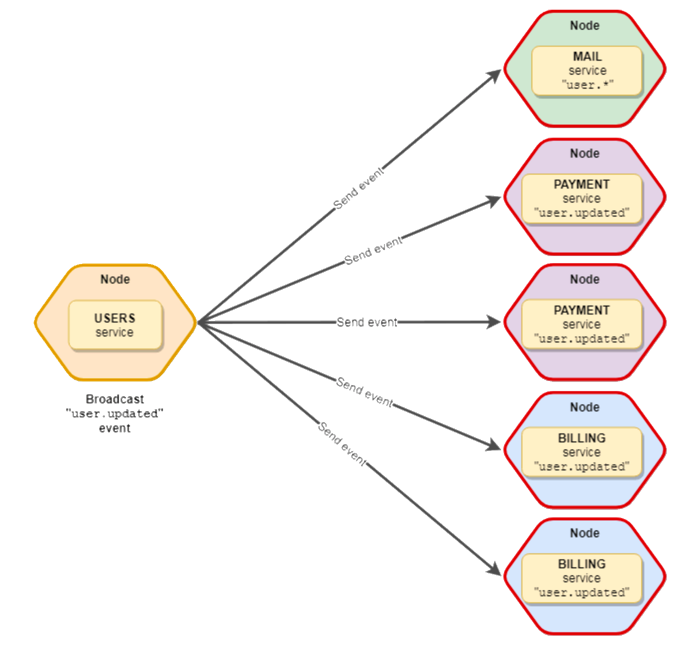 Node
USERS
service
Broadcast
"user.updated"
event
Send event
Send event
Send event
Send event
Send event
Node
MAIL
service
"user.*"
Node
PAYMENT
service
"user.updated"
Node
PAYMENT
service
"user.updated"
Node
BILLING
service
"user.updated"
Node
BILLING
service
"user.updated"